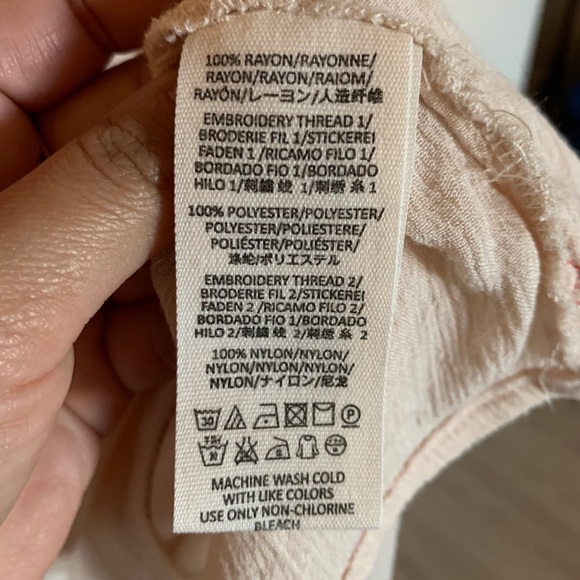 100% RAYON/RAYONNE/
RAYON/RAYON/RAIOM/
RAYÓN/レーヨン/人造纤维
EMBROIDERY THREAD 1/
BRODERIE FIL 1/STICKEREI
FADEN 1 /RICAMO FILO 1/
BORDADO FIO 1/BORDADO
HILO 1/刺繍 线 1/刺绣 糸 1
100% POLYESTER/POLYESTER/
POLYESTER/POLIESTERE/
POLIÉSTER/POLIÉSTER/
涤纶/ポリエステル
EMBROIDERY THREAD 2/
BRODERIE FIL 2/STICKEREI
FADEN 2 /RICAMO FILO 2/
BORDADO FIO 1/BORDADO
HILO 2/刺繍 线 2/刺绣 糸 2
100% NYLON/NYLON/
NYLON/NYLON/NYLON/
NYLON/ナイロン/尼龙
30 P
MACHINE WASH COLD
WITH LIKE COLORS
USE ONLY NON-CHLORINE
BLEACH